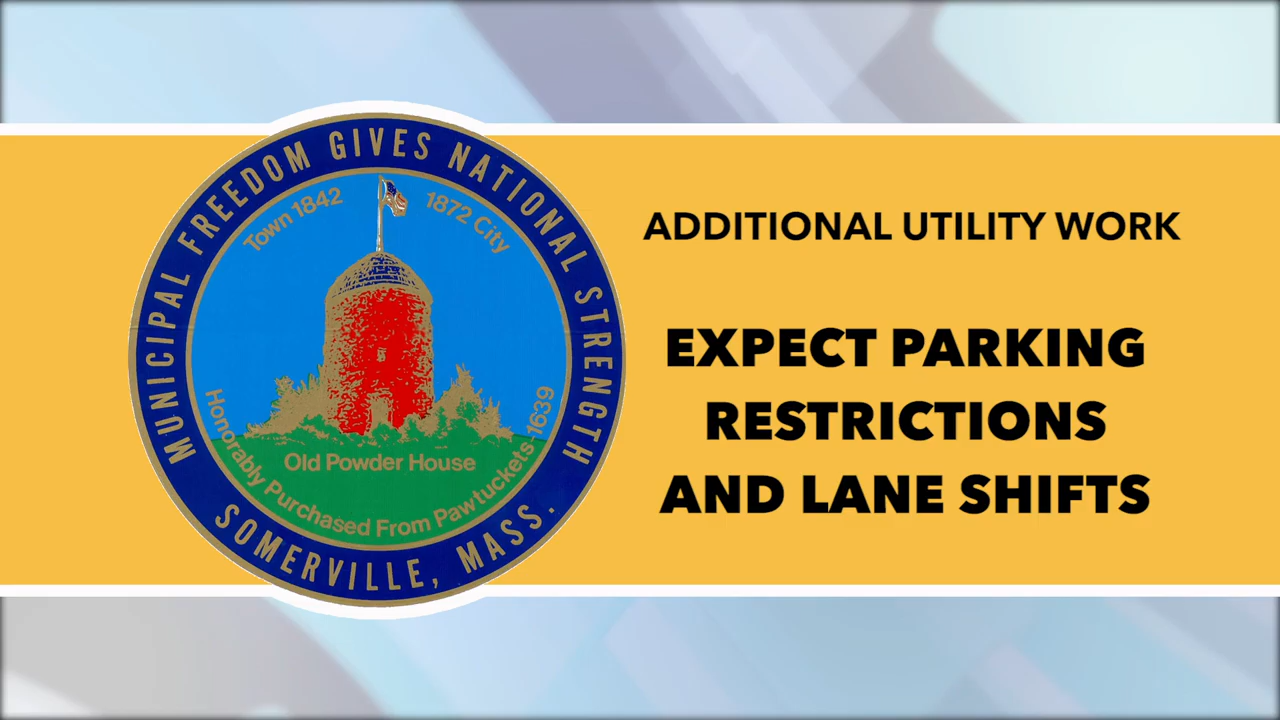 MUNICIPAL FREEDOM GIVES NATIONAL STRENGTH
Town 1842
1872 City
Old Powder House
Honorably Purchased From Pawtuckets 1639
SOMERVILLE, MASS.
ADDITIONAL UTILITY WORK
EXPECT PARKING
RESTRICTIONS
AND LANE SHIFTS